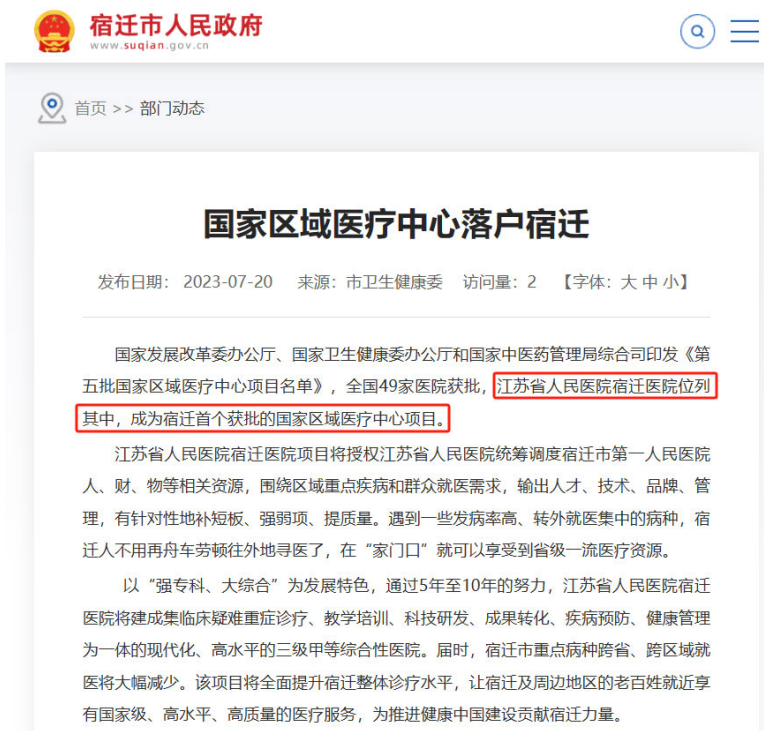 宿迁市人民政府
www.suqian.gov.cn
首页 >> 部门动态
国家区域医疗中心落户宿迁
发布日期： 2023-07-20 来源：市卫生健康委 访问量：2 【字体：大 中 小】
国家发展改革委办公厅、国家卫生健康委办公厅和国家中医药管理局综合司印发《第
五批国家区域医疗中心项目名单》，全国49家医院获批，江苏省人民医院宿迁医院位列
其中，成为宿迁首个获批的国家区域医疗中心项目。
江苏省人民医院宿迁医院项目将授权江苏省人民医院统筹调度宿迁市第一人民医院
人、财、物等相关资源，围绕区域重点疾病和群众就医需求，输出人才、技术、品牌、管
理，有针对性地补短板、强弱项、提质量。遇到一些发病率高、转外就医集中的病种，宿
迁人不用再舟车劳顿往外地寻医了，在“家门口”就可以享受到省级一流医疗资源。
以“强专科、大综合”为发展特色，通过5年至10年的努力，江苏省人民医院宿迁
医院将建成集临床疑难重症诊疗、教学培训、科技研发、成果转化、疾病预防、健康管理
为一体的现代化、高水平的三级甲等综合性医院。届时，宿迁市重点病种跨省、跨区域就
医将大幅减少。该项目将全面提升宿迁整体诊疗水平，让宿迁及周边地区的老百姓就近享
有国家级、高水平、高质量的医疗服务，为推进健康中国建设贡献宿迁力量。